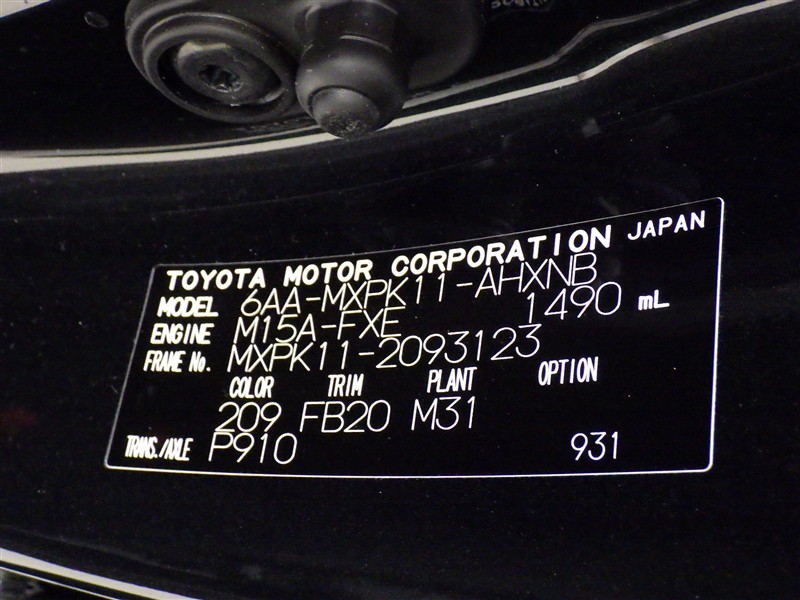 TOYOTA MOTOR CORPORATION JAPAN
MODEL 6AA-MXPK11-AHXNB
ENGINE M15A-FXE 1490 mL
FRAME No. MXPK11-2093123
COLOR TRIM PLANT OPTION
209 FB20 M31
TRANS./AXLE P910 931